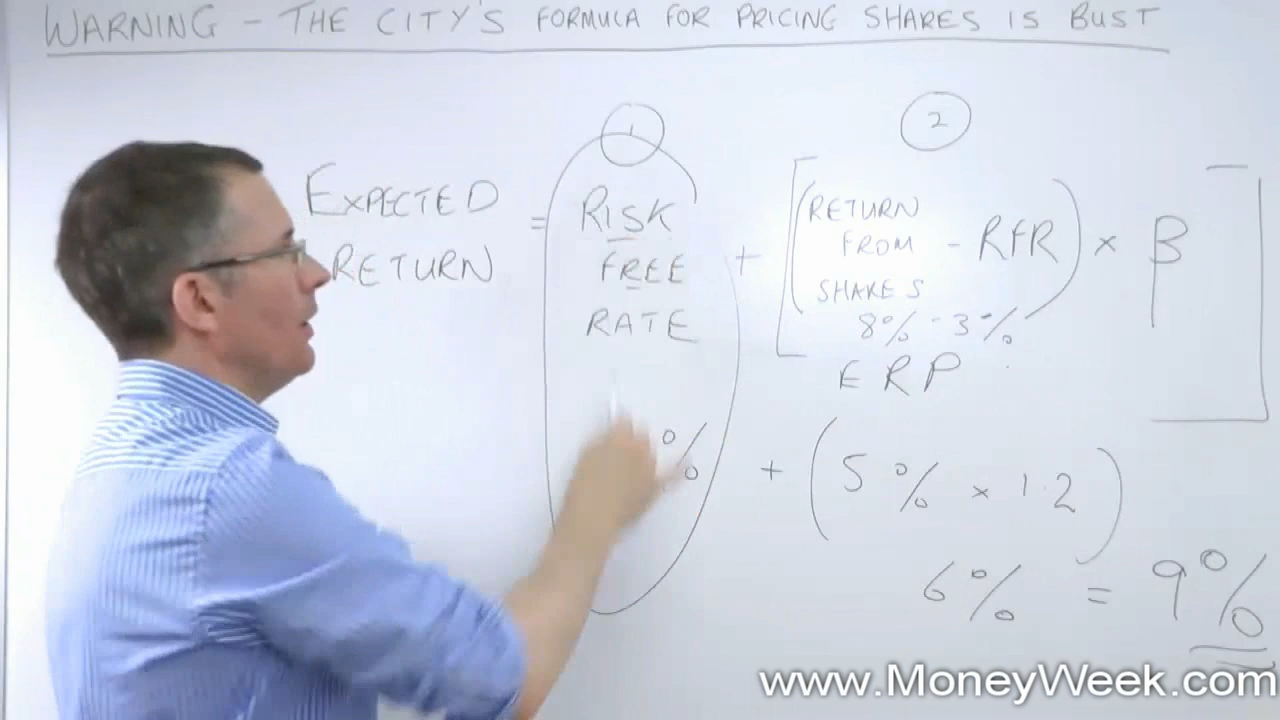 WARNING - THE CITY'S FORMULA FOR PRICING SHARES IS BUST
1
2
EXPECTED RETURN
=
RISK FREE RATE
+
[(RETURN FROM SHARES - RFR) × β]
8% - 3%
ERP
%
+ (5% × 1.2)
6% = 9%
www.MoneyWeek.com